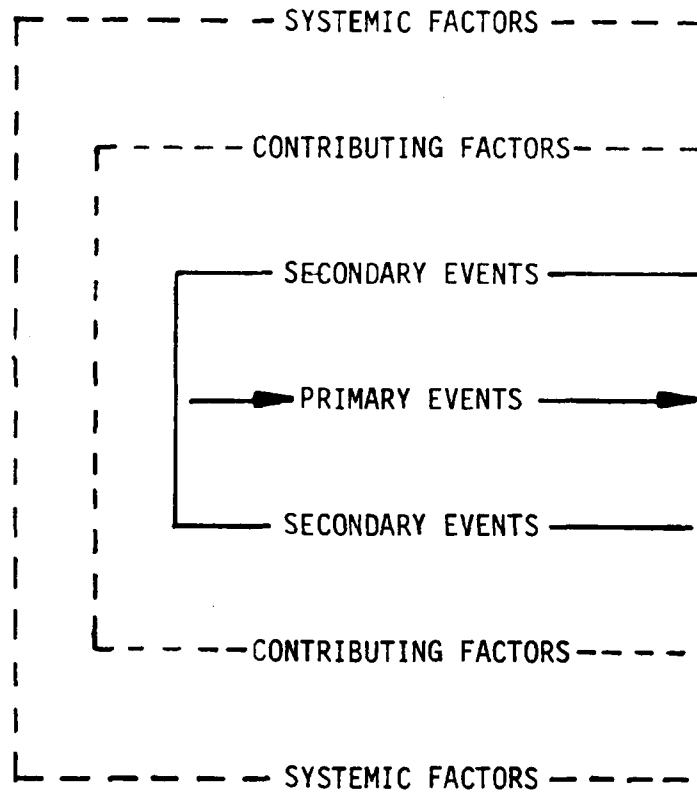 SYSTEMIC FACTORS
CONTRIBUTING FACTORS
SECONDARY EVENTS
PRIMARY EVENTS
SECONDARY EVENTS
CONTRIBUTING FACTORS
SYSTEMIC FACTORS